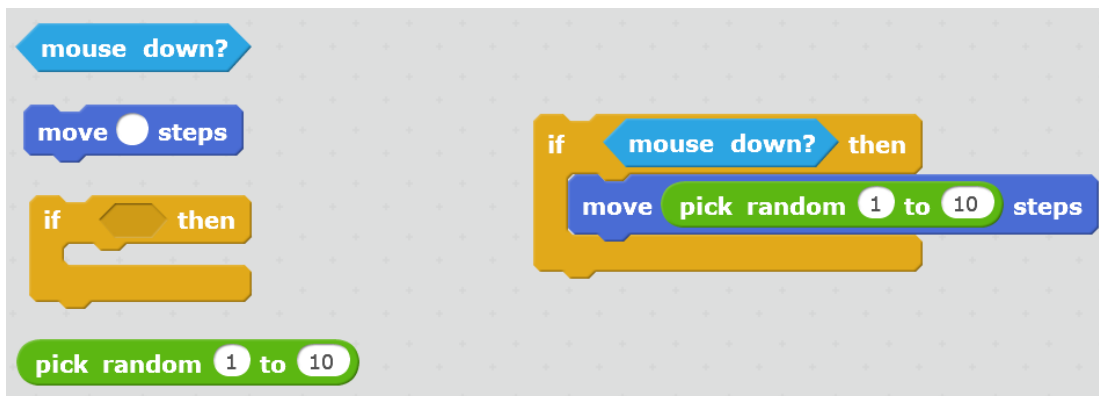 mouse down?
move steps
if then
pick random 1 to 10
if mouse down? then
move pick random 1 to 10 steps